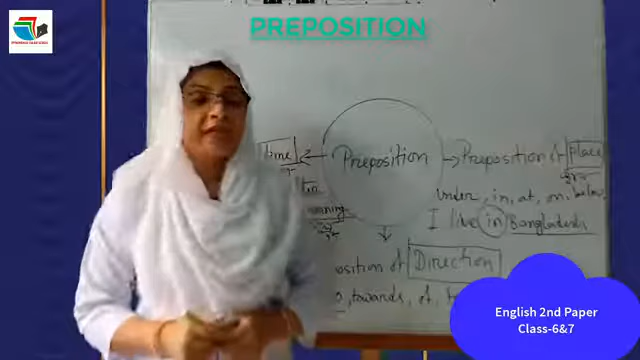 PREPOSITION
time
Preposition
Preposition of Place
under, in, at, on, below
I live in Bangladesh
Direction
towards, of,
English 2nd Paper
Class-6&7